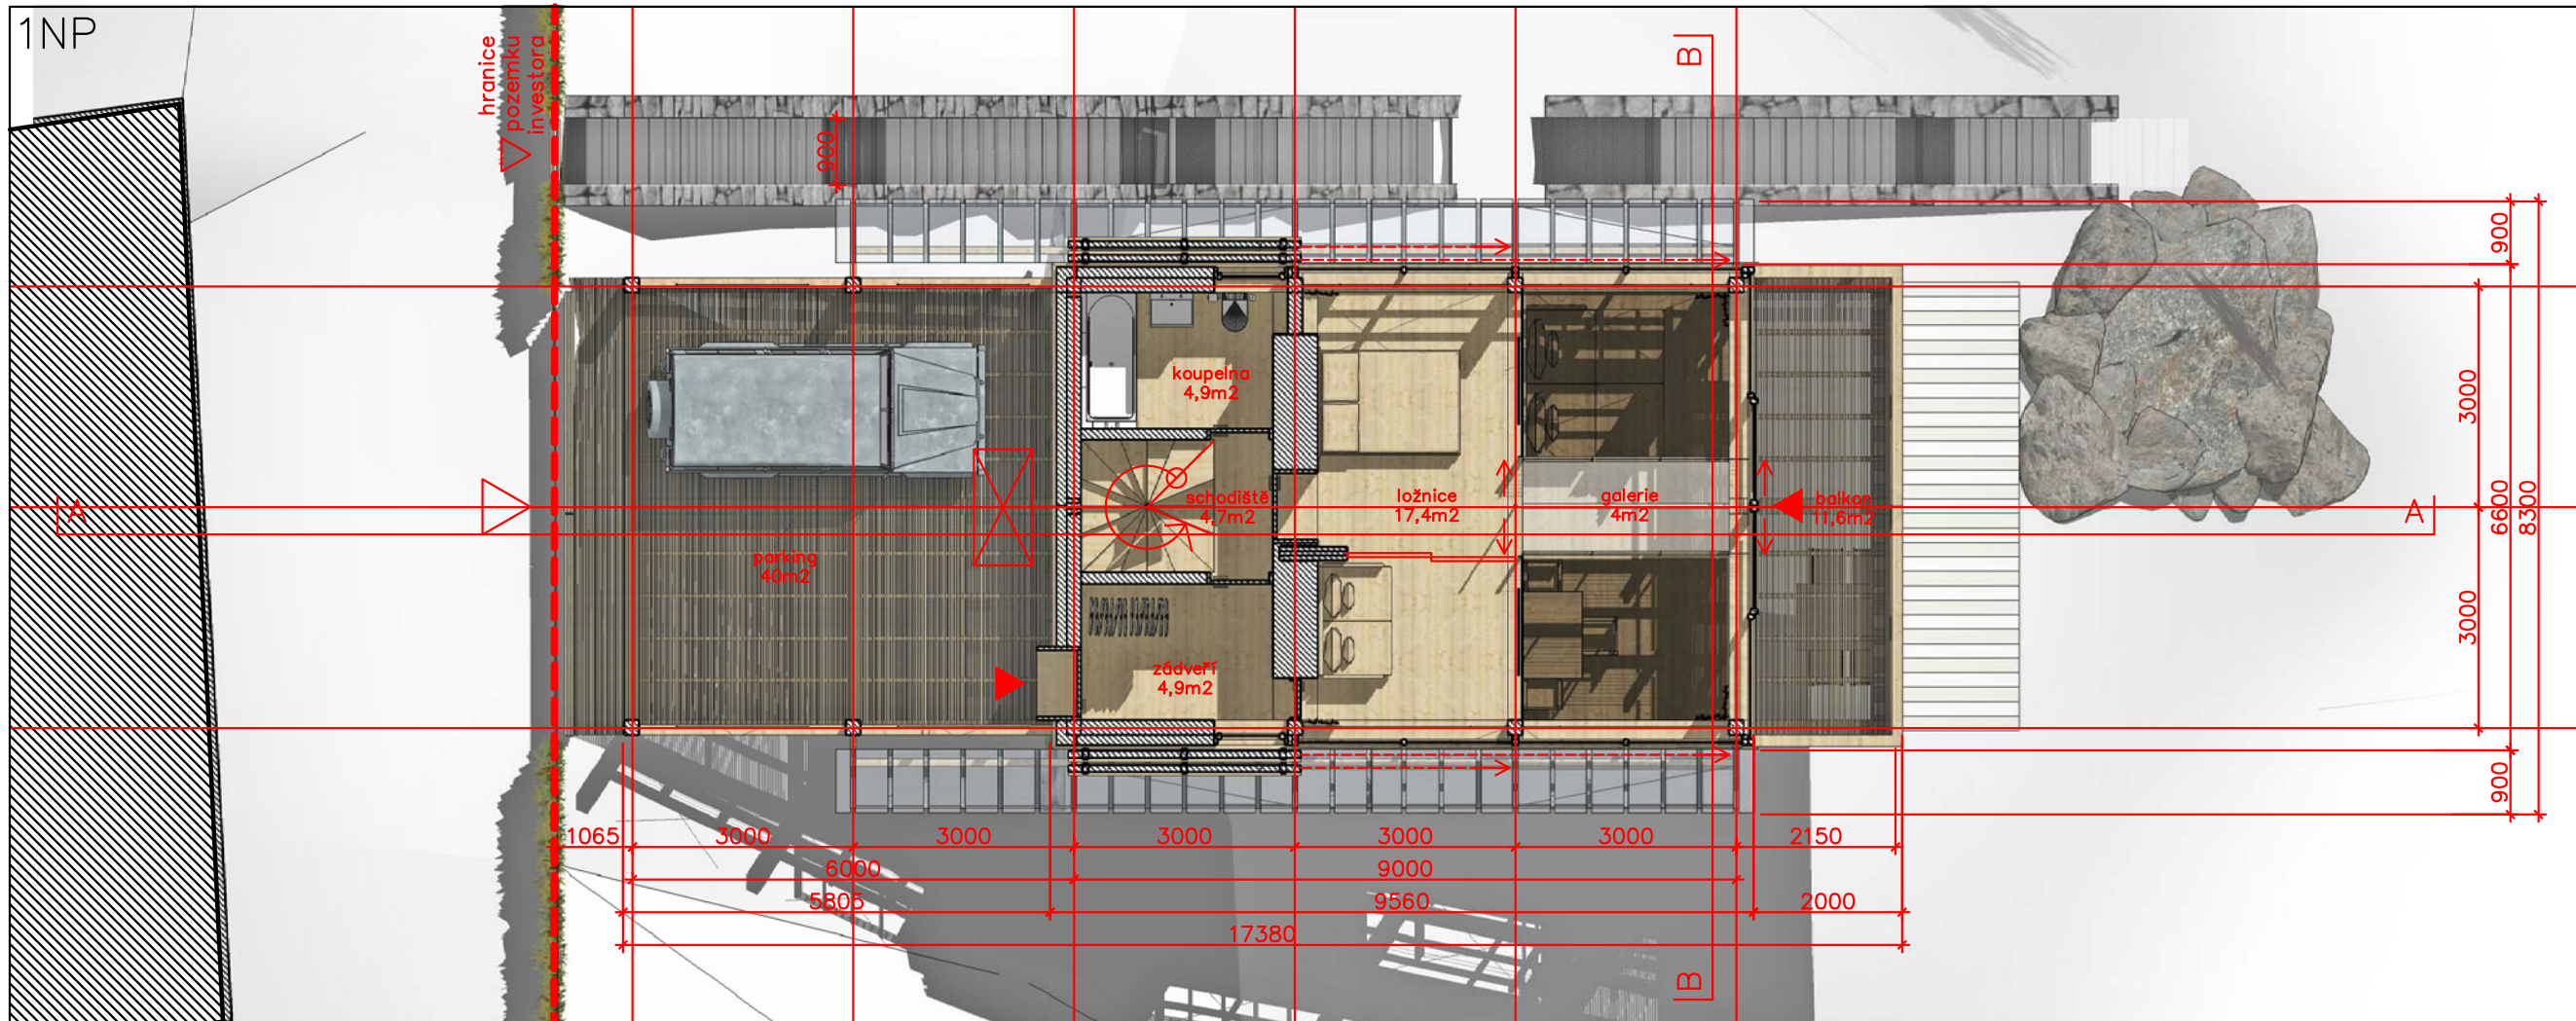 1NP
hranice
pozemku
investora
B
900
900
koupelna
4,9m2
3000
A
schodiště
4,7m2
ložnice
17,4m2
galerie
4m2
balkon
11,6m2
A
6600
8300
parking
40m2
3000
zádveří
4,9m2
900
1065
3000
3000
3000
3000
3000
2150
6000
9000
5805
9560
2000
17380
B